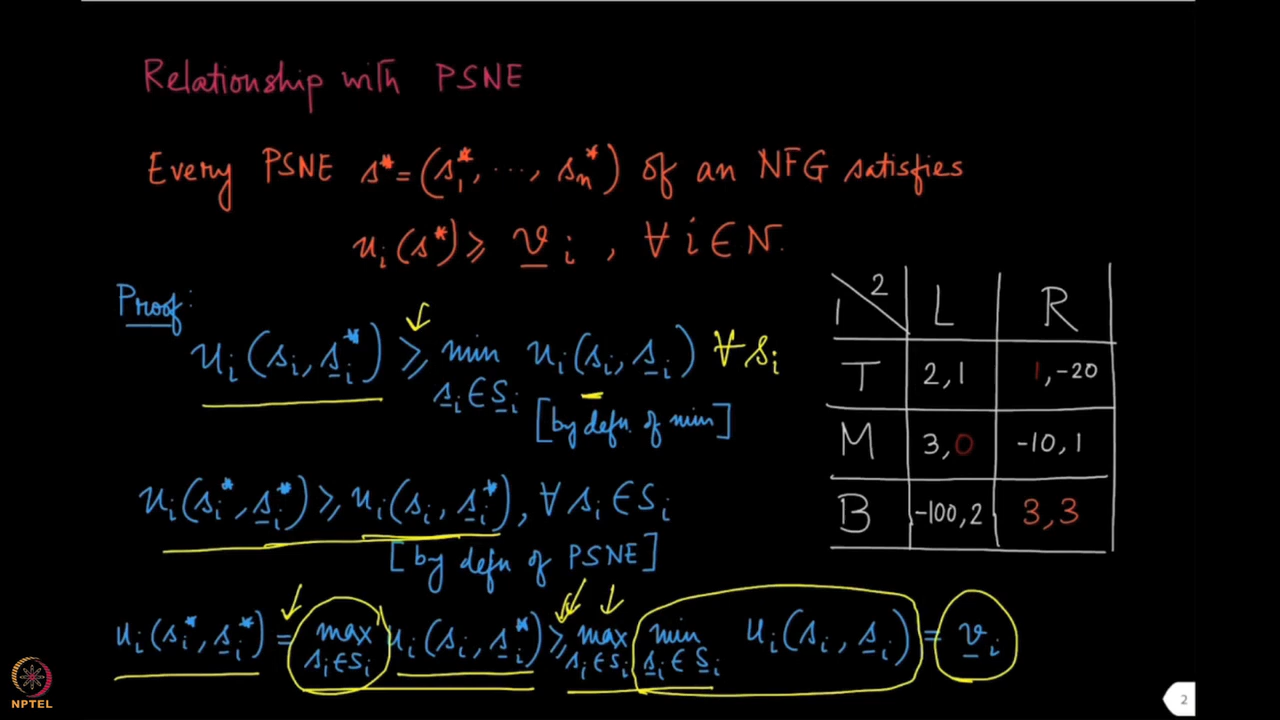 Relationship with PSNE
Every PSNE s* = (s₁*, ..., sₙ*) of an NFG satisfies
uᵢ(s*) ≥ v̲ᵢ , ∀ i ∈ N.
Proof:
uᵢ(sᵢ, s̲ᵢ*) ≥ min uᵢ(sᵢ, s̲ᵢ) ∀ sᵢ
s̲ᵢ ∈ S̲ᵢ
[by defn. of min]
uᵢ(sᵢ*, s̲ᵢ*) ≥ uᵢ(sᵢ, s̲ᵢ*), ∀ sᵢ ∈ Sᵢ
[by defn of PSNE]
uᵢ(sᵢ*, s̲ᵢ*) = max uᵢ(sᵢ, s̲ᵢ*) ≥ max min uᵢ(sᵢ, s̲ᵢ) = v̲ᵢ
sᵢ ∈ Sᵢ sᵢ ∈ Sᵢ s̲ᵢ ∈ S̲ᵢ
1 2 L R
T 2,1 1,-20
M 3,0 -10,1
B -100,2 3,3
NPTEL
2